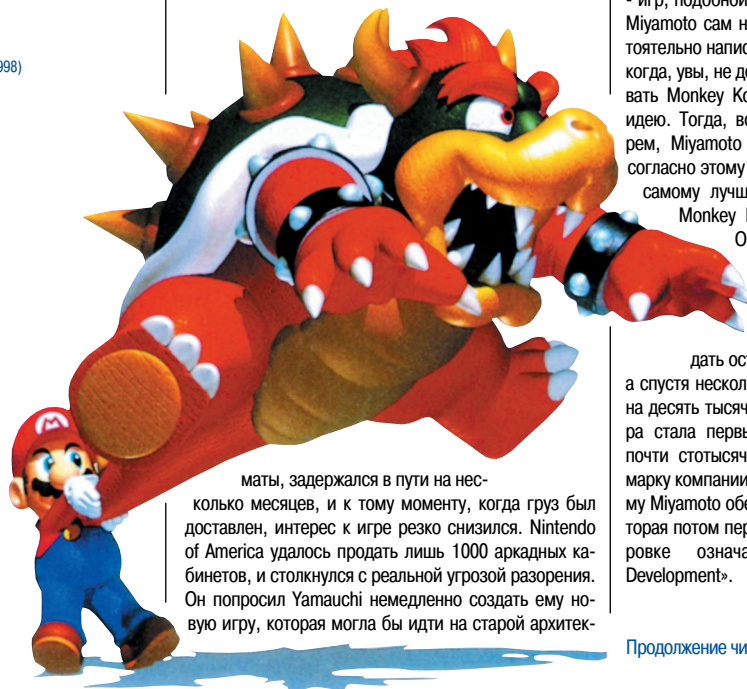 998)
маты, задержался в пути на нес-
колько месяцев, и к тому моменту, когда груз был
доставлен, интерес к игре резко снизился. Nintendo
of America удалось продать лишь 1000 аркадных ка-
бинетов, и столкнулся с реальной угрозой разорения.
Он попросил Yamauchi немедленно создать ему но-
вую игру, которая могла бы идти на старой архитек-
- игр, подобной
Miyamoto сам н
тоятельно напис
когда, увы, не д
вать Monkey Ko
идею. Тогда, в
рем, Miyamoto
согласно этому
самому лучш
Monkey
О
дать ост
а спустя нескол
на десять тысяч
ра стала первы
почти стотысяч
марку компании
му Miyamoto обе
торая потом пер
ровке означа
Development».
Продолжение чи
M